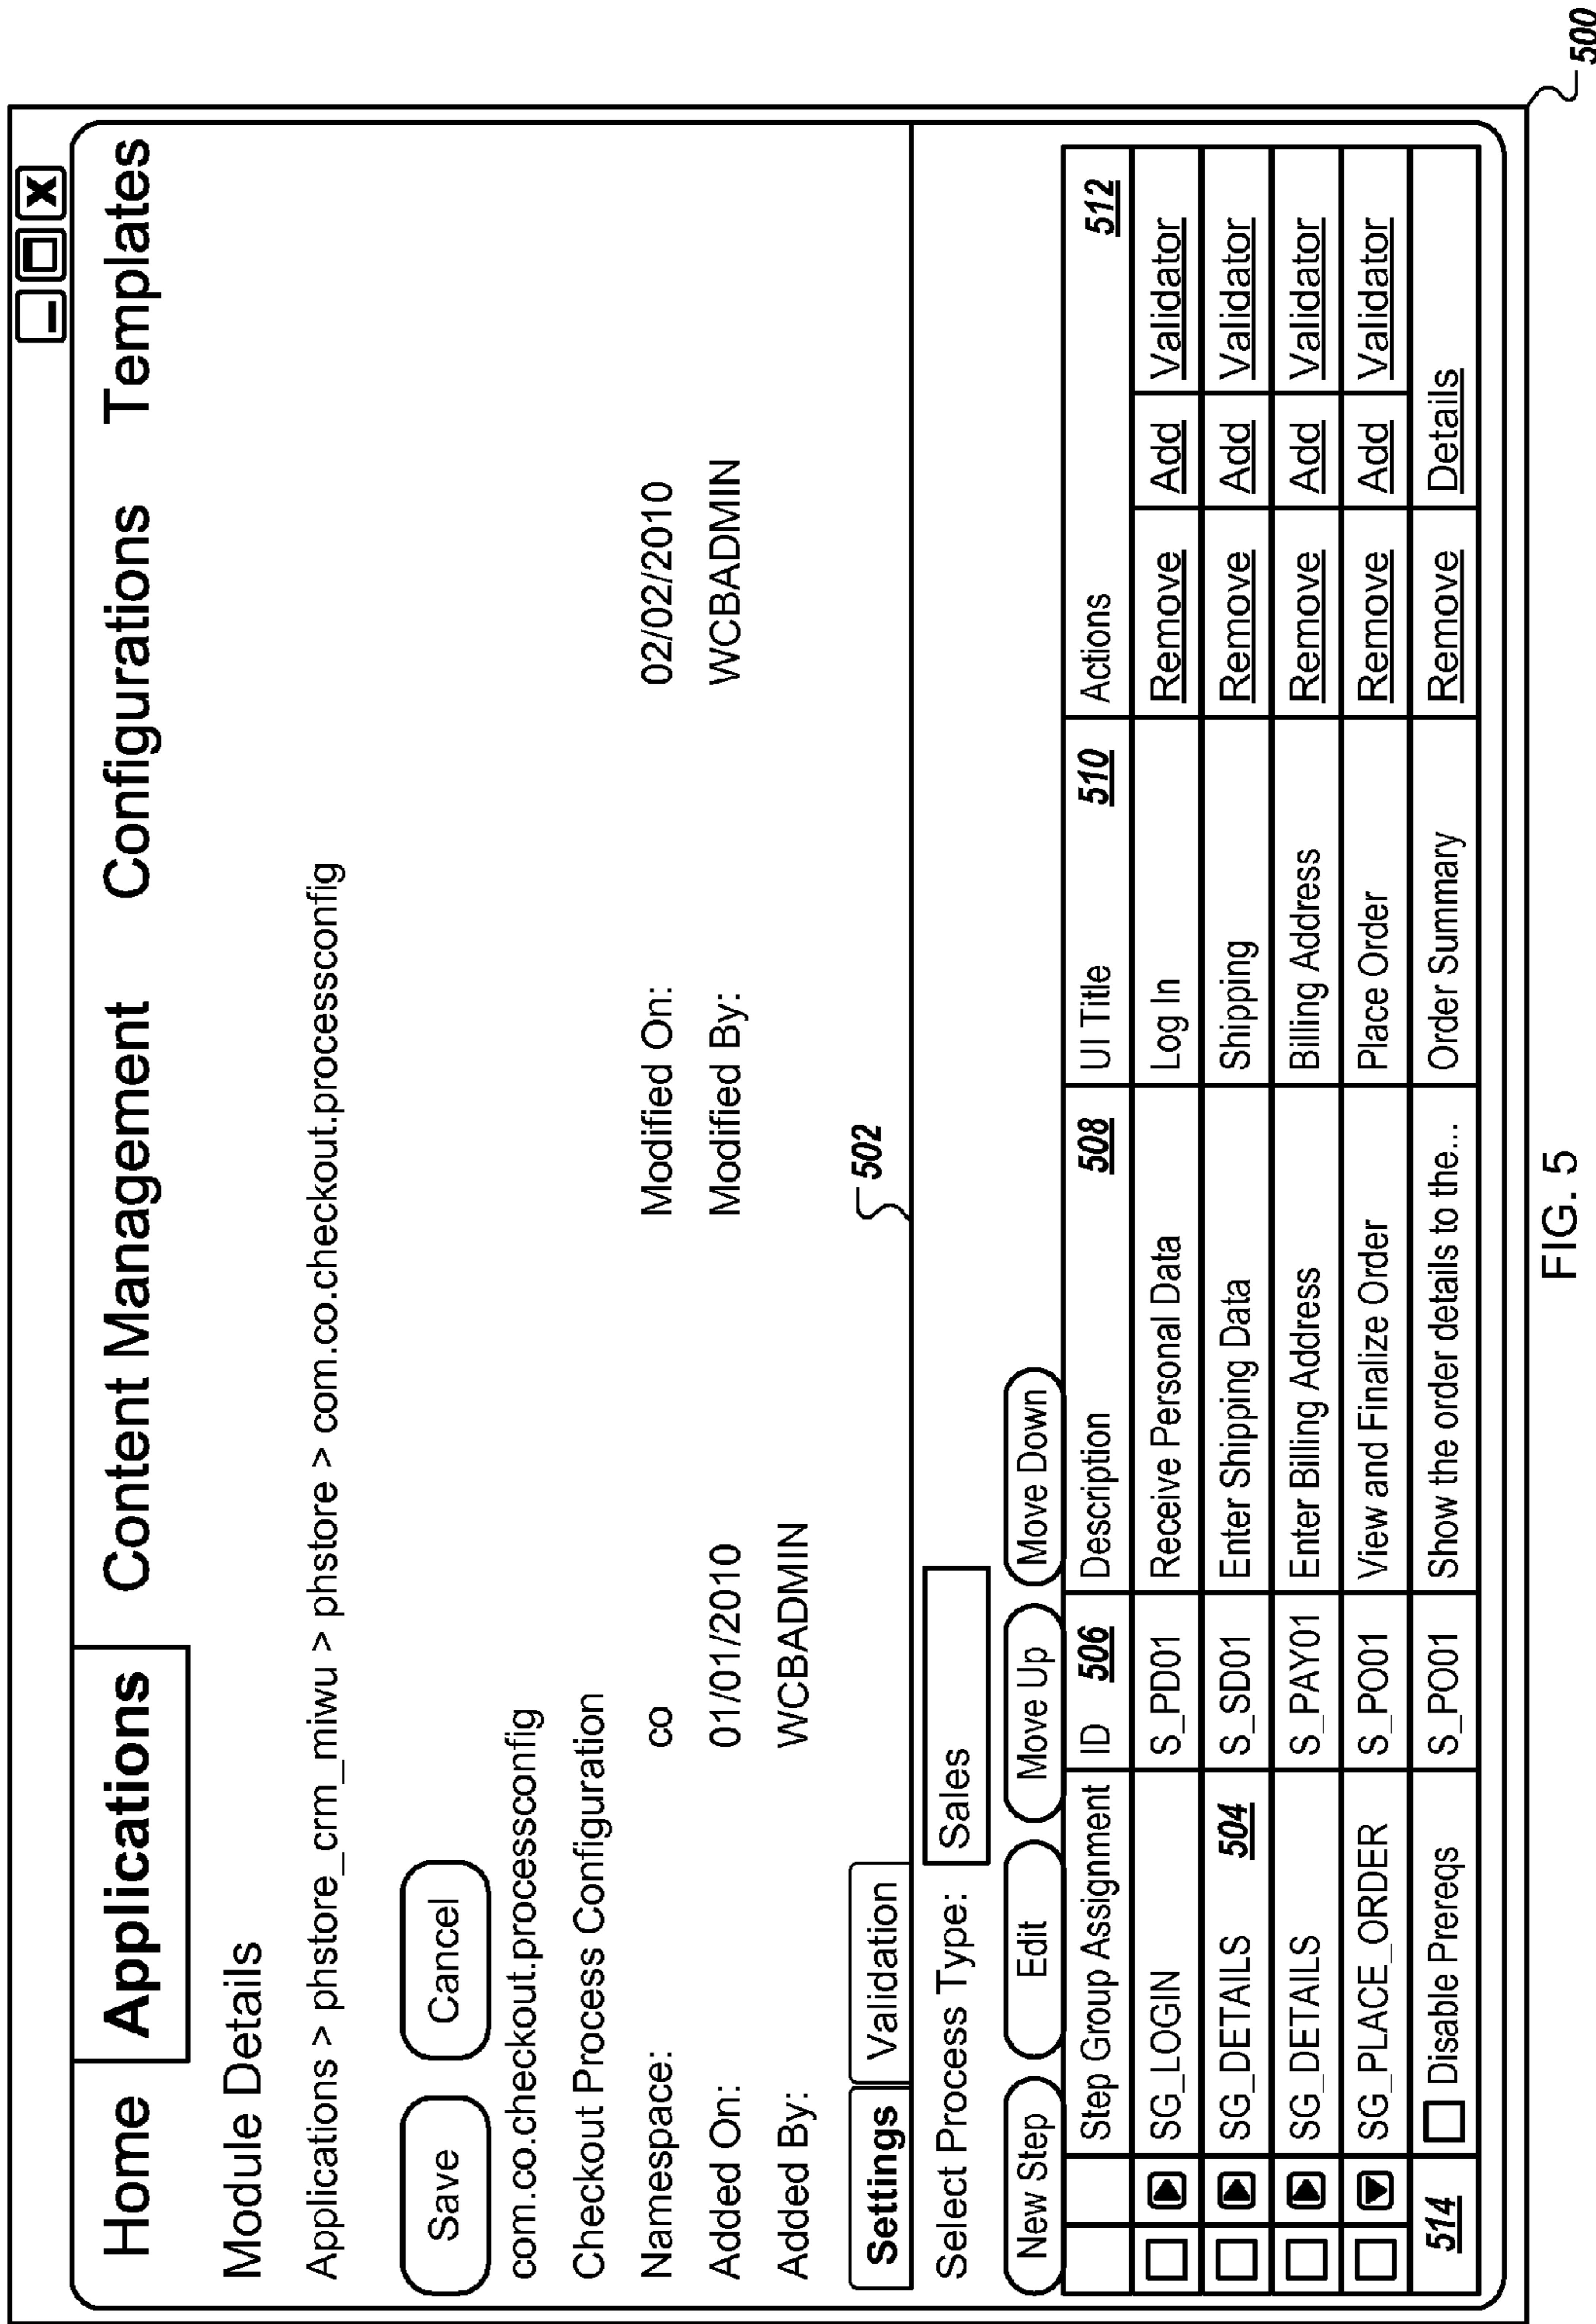 Home Applications Content Management Configurations Templates
Module Details
Applications > phstore_crm_miwu > phstore > com.co.checkout.processconfig
Save Cancel
com.co.checkout.processconfig
Checkout Process Configuration
Namespace: co Modified On: 02/02/2010
Added On: 01/01/2010 Modified By: WCBADMIN
Added By: WCBADMIN
502
Settings Validation
Select Process Type: Sales
New Step Edit Move Up Move Down
Step Group Assignment ID 506 Description 508 UI Title 510 Actions 512
SG_LOGIN S_PD01 Receive Personal Data Log In Remove Add Validator
SG_DETAILS 504 S_SD01 Enter Shipping Data Shipping Remove Add Validator
SG_DETAILS S_PAY01 Enter Billing Address Billing Address Remove Add Validator
SG_PLACE_ORDER S_PO01 View and Finalize Order Place Order Remove Add Validator
514 Disable Prereqs S_PO01 Show the order details to the... Order Summary Remove Details
500
FIG. 5